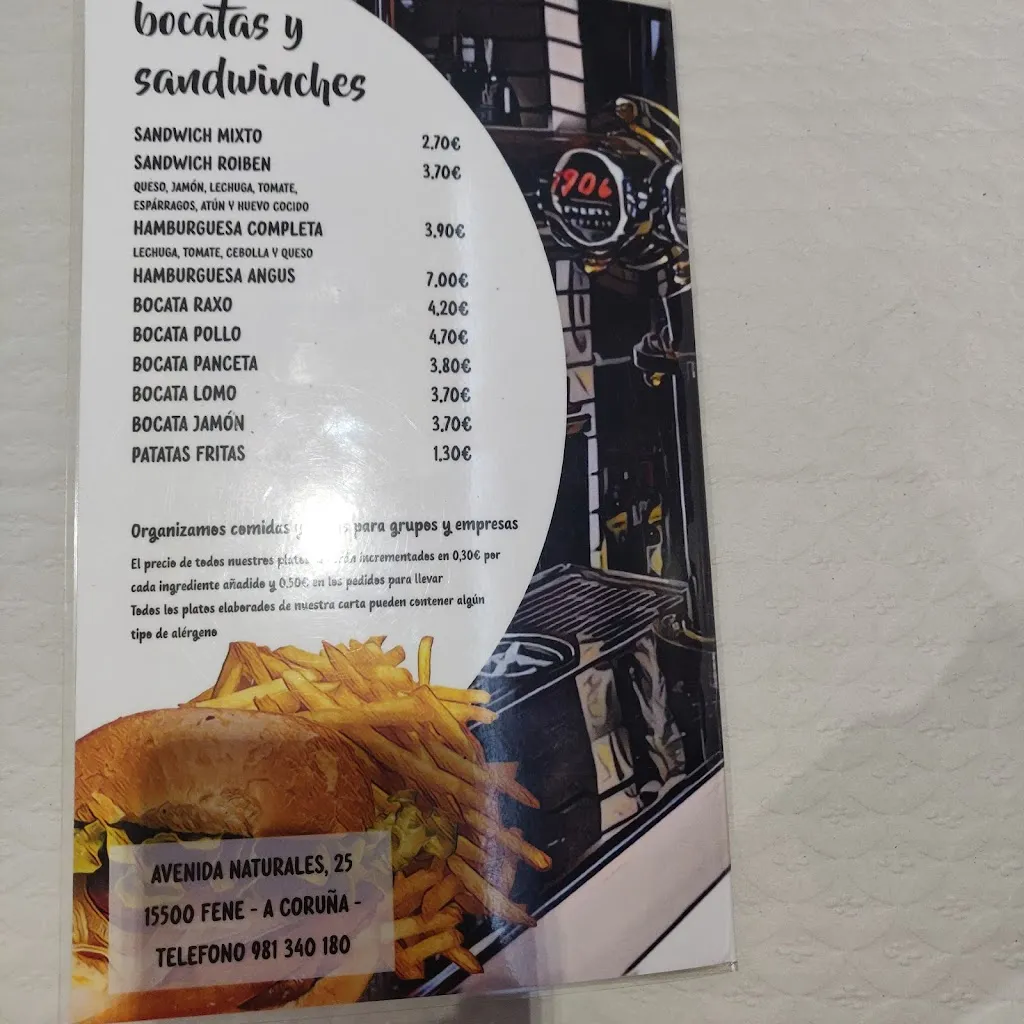 bocatas y
sandwinches
SANDWICH MIXTO 2.70€
SANDWICH ROIBEN 3.70€
QUESO, JAMÓN, LECHUGA, TOMATE,
ESPÁRRAGOS, ATÚN Y HUEVO COCIDO
HAMBURGUESA COMPLETA 3,90€
LECHUGA, TOMATE, CEBOLLA Y QUESO
HAMBURGUESA ANGUS 7.00€
BOCATA RAXO 4,20€
BOCATA POLLO 4,70€
BOCATA PANCETA 3,80€
BOCATA LOMO 3,70€
BOCATA JAMÓN 3,70€
PATATAS FRITAS 1,30€
Organizamos comidas y para grupos y empresas
El precio de todos nuestros platos incrementados en 0,30€ por
cada ingrediente añadido y 0,50€ en los pedidos para llevar
Todos los platos elaborados de nuestra carta pueden contener algún
tipo de alérgeno
AVENIDA NATURALES, 25
15500 FENE - A CORUÑA -
TELEFONO 981 340 180
1906